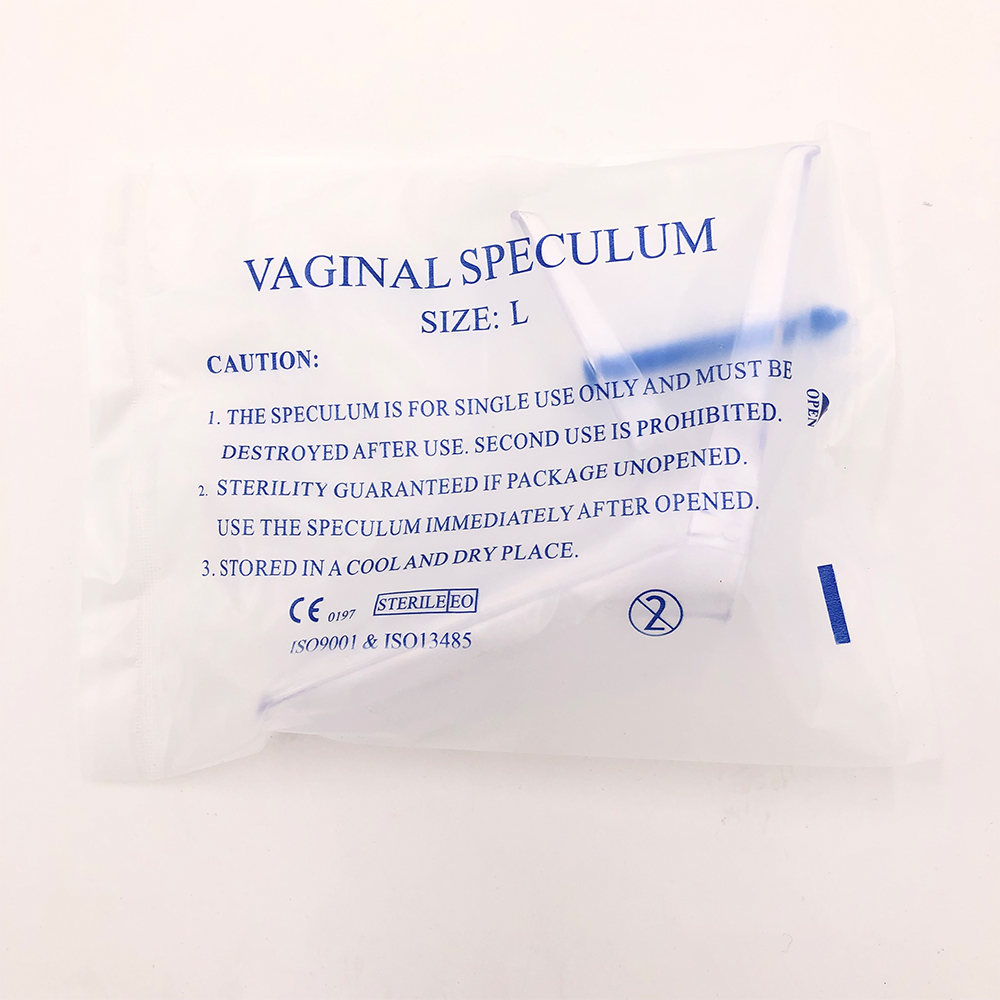 VAGINAL SPECULUM
SIZE: L
CAUTION:
1. THE SPECULUM IS FOR SINGLE USE ONLY AND MUST BE
DESTROYED AFTER USE. SECOND USE IS PROHIBITED.
OPEN
2. STERILITY GUARANTEED IF PACKAGE UNOPENED.
USE THE SPECULUM IMMEDIATELY AFTER OPENED.
3. STORED IN A COOL AND DRY PLACE.
CE 0197 STERILE EO
2
ISO9001 & ISO13485